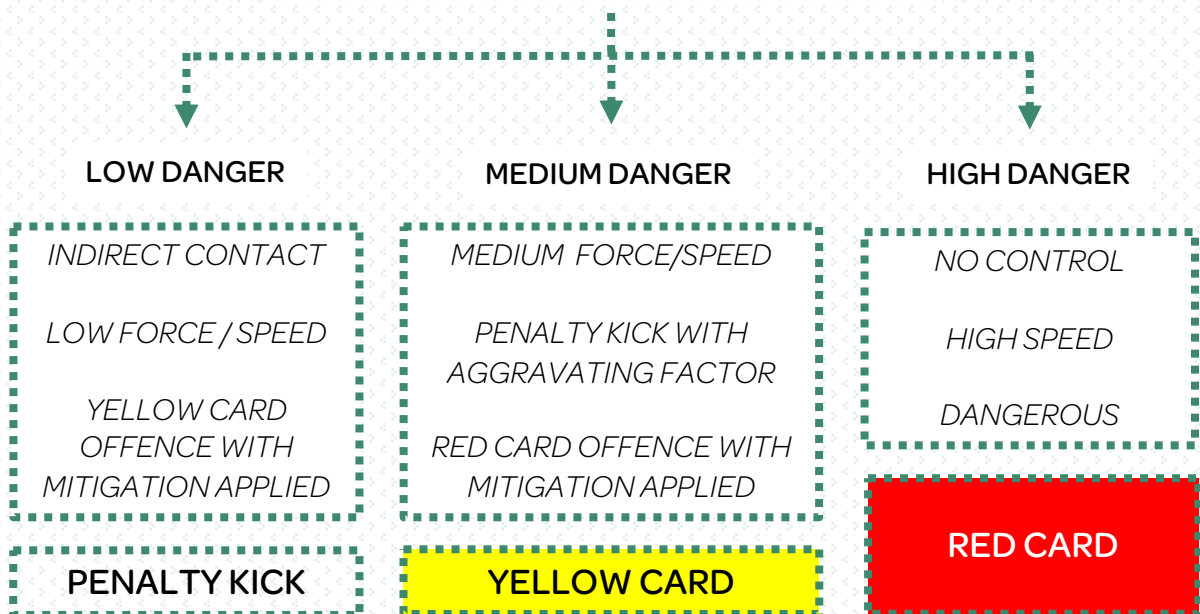 LOW DANGER
INDIRECT CONTACT
LOW FORCE / SPEED
YELLOW CARD
OFFENCE WITH
MITIGATION APPLIED
PENALTY KICK
MEDIUM DANGER
MEDIUM FORCE/SPEED
PENALTY KICK WITH
AGGRAVATING FACTOR
RED CARD OFFENCE WITH
MITIGATION APPLIED
YELLOW CARD
HIGH DANGER
NO CONTROL
HIGH SPEED
DANGEROUS
RED CARD